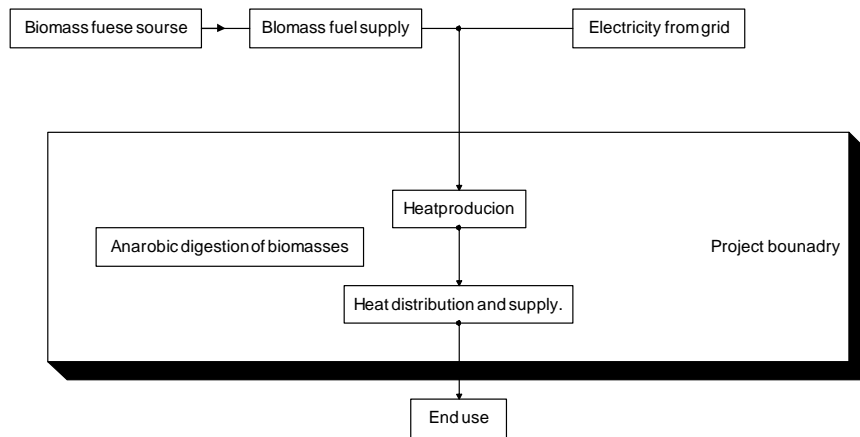 Biomass fuese sourse
Blomass fuel supply
Electricity from grid
Heatproducion
Anarobic digestion of biomasses
Project bounadry
Heat distribution and supply.
End use